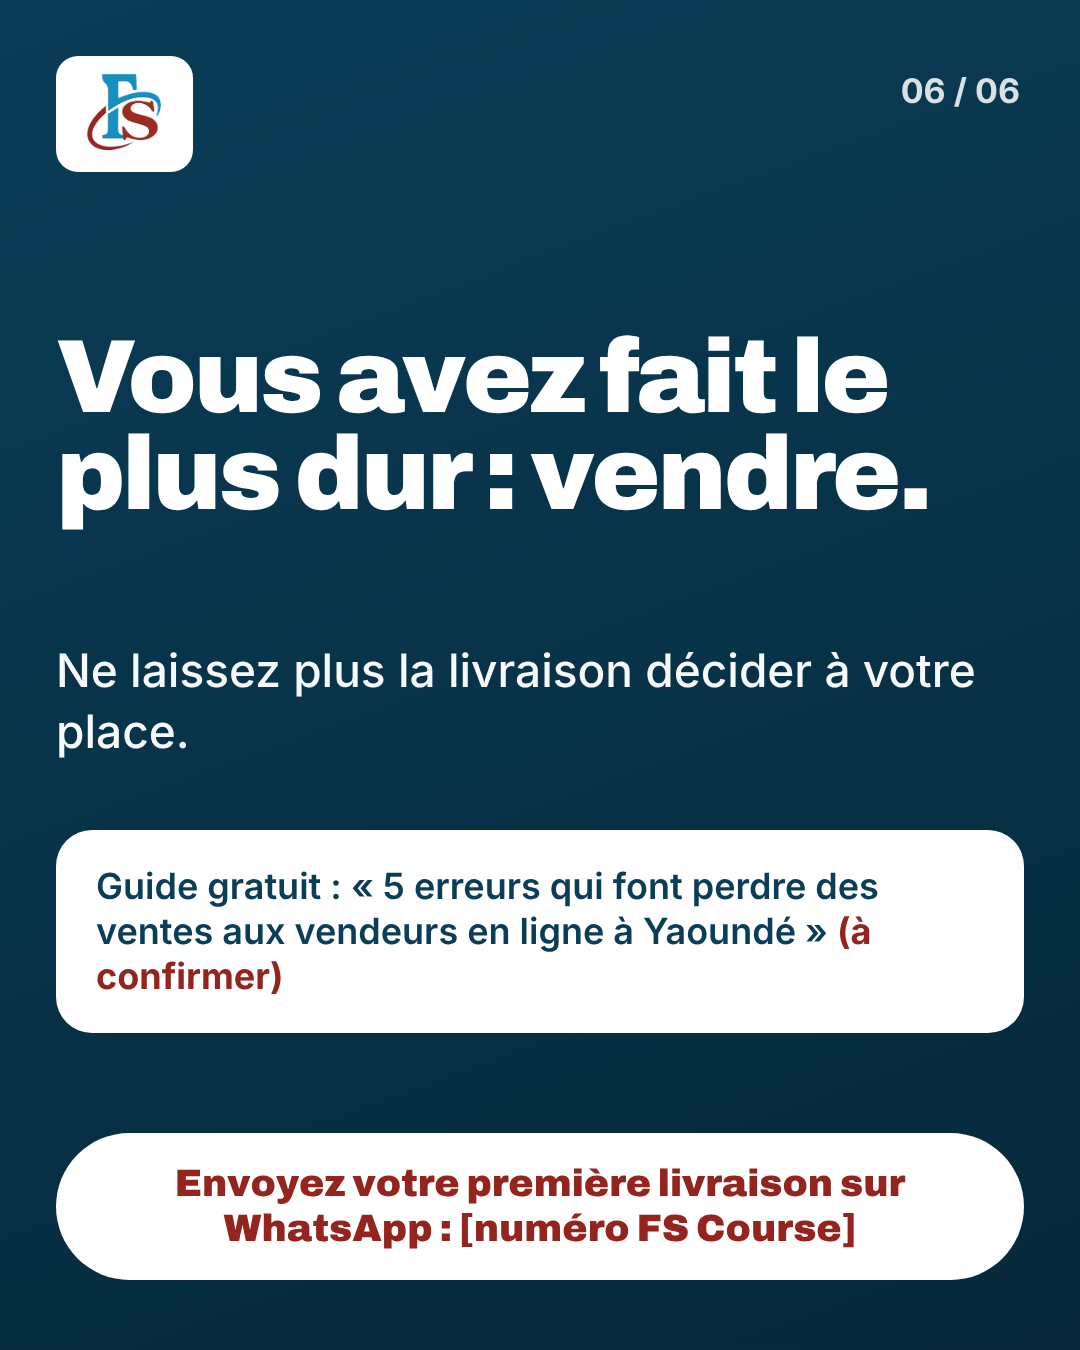 FS
06 / 06
Vous avez fait le
plus dur : vendre.
Ne laissez plus la livraison décider à votre
place.
Guide gratuit : « 5 erreurs qui font perdre des
ventes aux vendeurs en ligne à Yaoundé » (à
confirmer)
Envoyez votre première livraison sur
WhatsApp : [numéro FS Course]